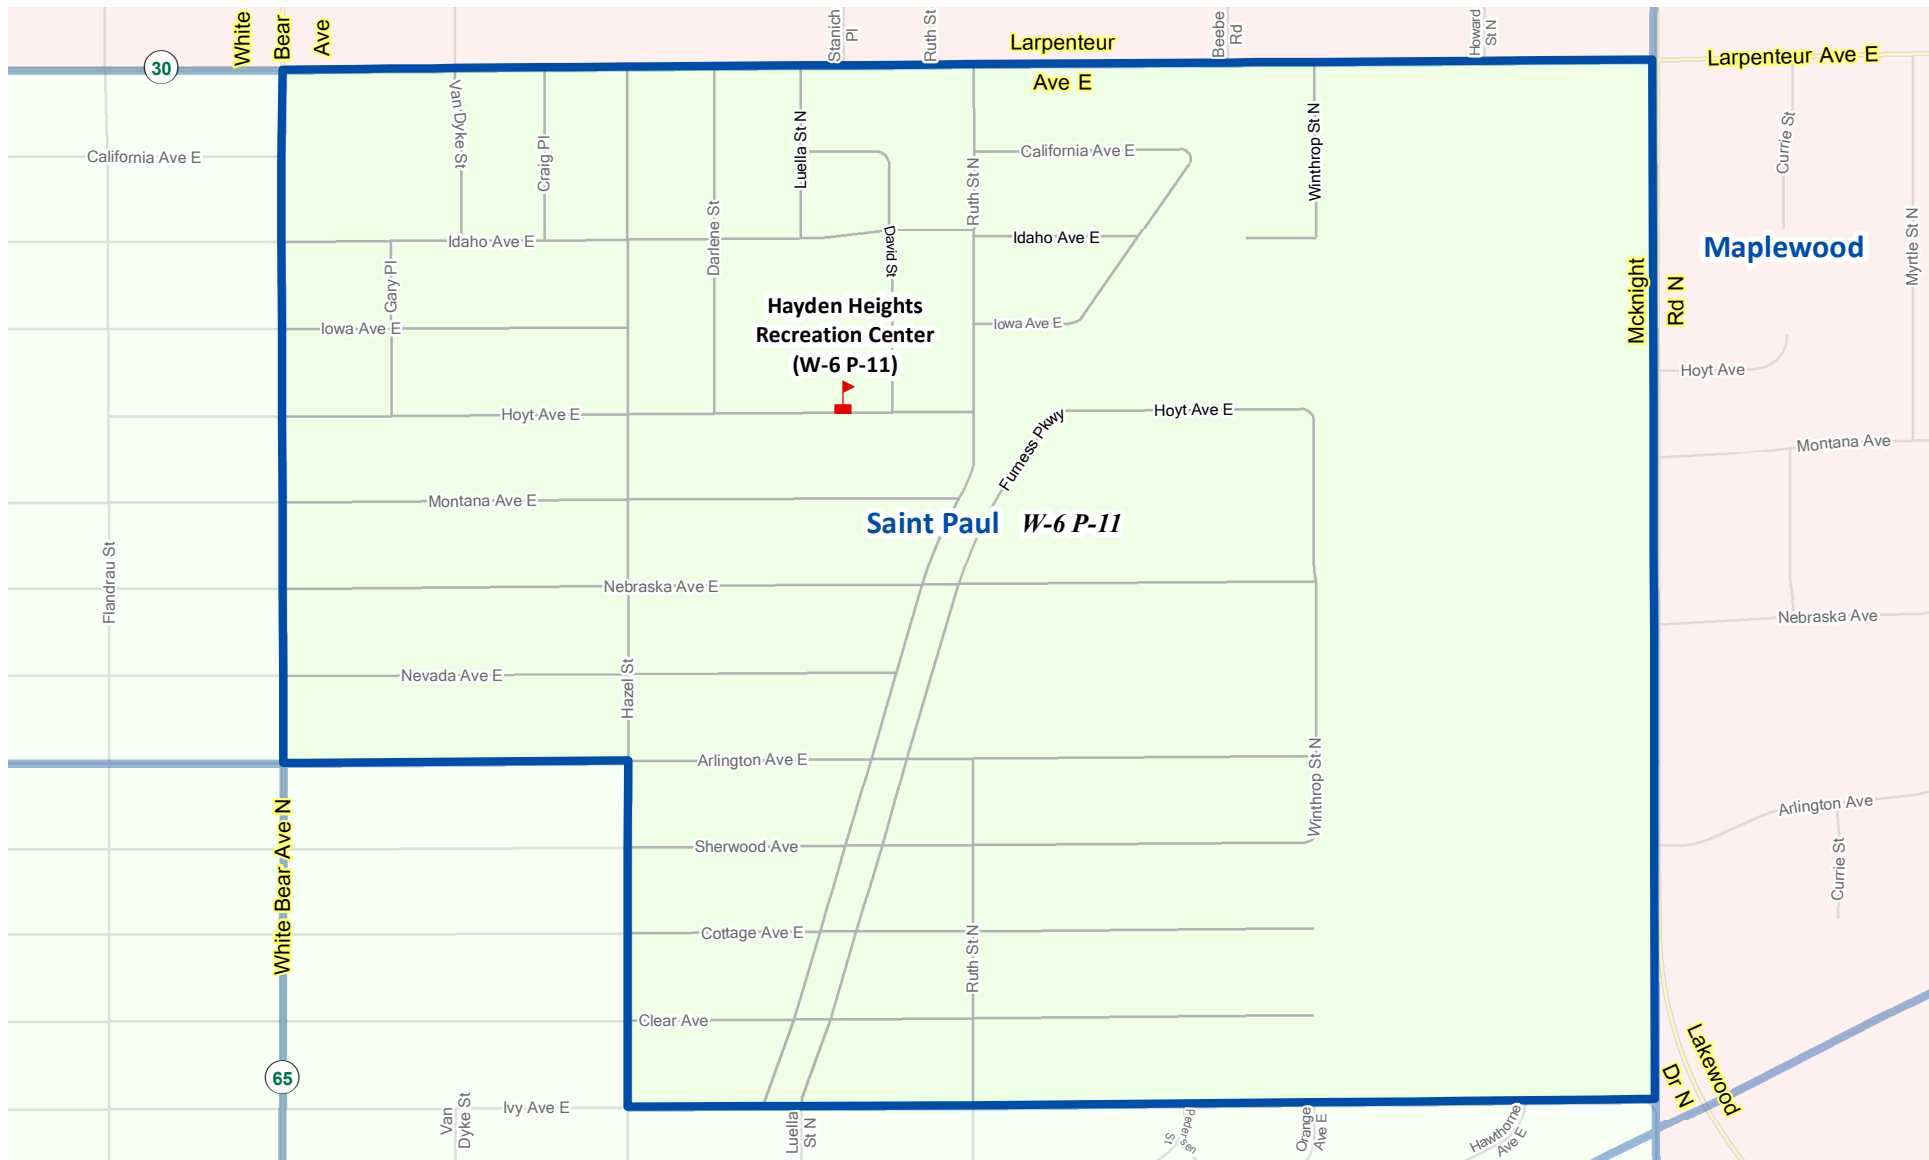 White
Bear
Ave
Stanich
Pl
Ruth St
Larpenteur
Ave E
Beebe
Rd
Howard
St N
Larpenteur Ave E
30
California Ave E
Van Dyke St
Craig Pl
Luella St N
Ruth St N
California Ave E
Winthrop St N
Currie St
Myrtle St N
Idaho Ave E
Darlene St
David St
Idaho Ave E
Maplewood
Gary Pl
Iowa Ave E
Hayden Heights
Recreation Center
(W-6 P-11)
Iowa Ave E
Mcknight
Rd N
Hoyt Ave
Hoyt Ave E
Furness Pkwy
Hoyt Ave E
Montana Ave
Montana Ave E
Saint Paul
W-6 P-11
Flandrau St
Nebraska Ave E
Nebraska Ave
Nevada Ave E
Hazel St
Arlington Ave E
Winthrop St N
Arlington Ave
Sherwood Ave
Currie St
White Bear Ave N
Cottage Ave E
Ruth St N
Clear Ave
65
Lakewood
Dr N
Van
Dyke St
Ivy Ave E
Luella
St N
Pedersen
St
Orange
Ave E
Hawthorne
Ave E